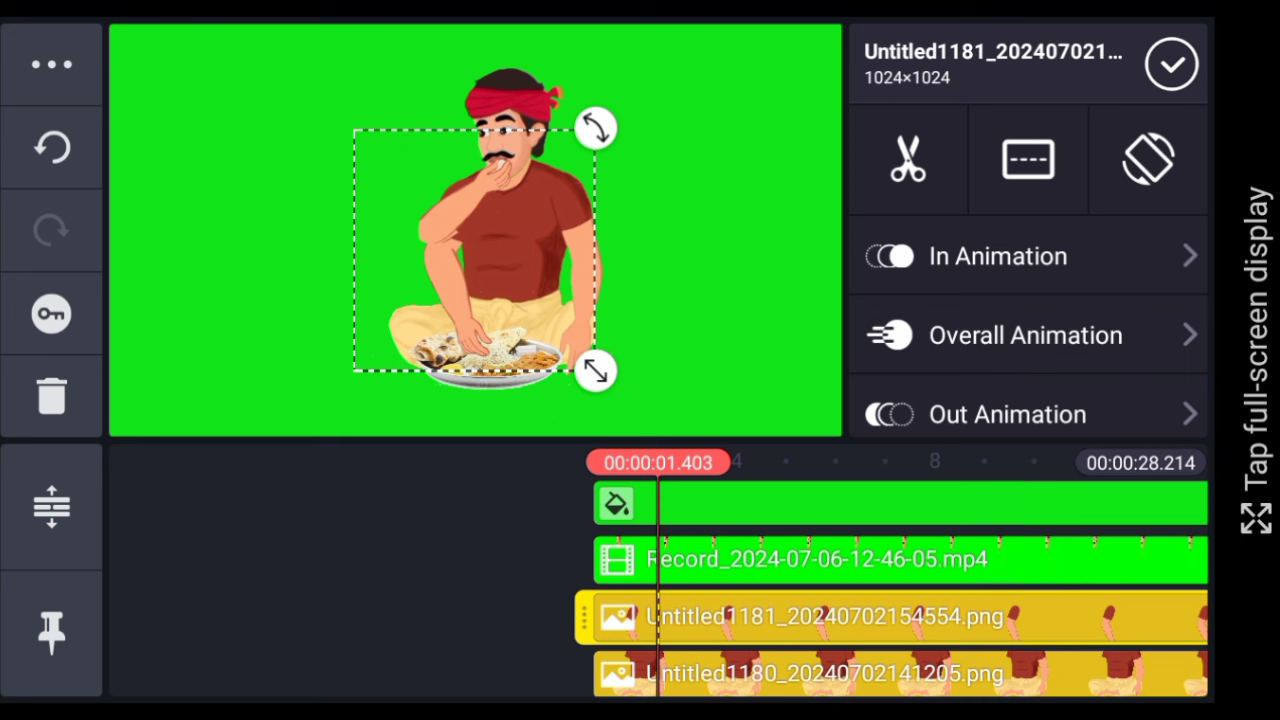 Untitled1181_202407021...
1024×1024
In Animation
Overall Animation
Out Animation
Tap full-screen display
00:00:01.403
4
8
00:00:28.214
Record_2024-07-06-12-46-05.mp4
Untitled1181_20240702154554.png
Untitled1180_20240702141205.png